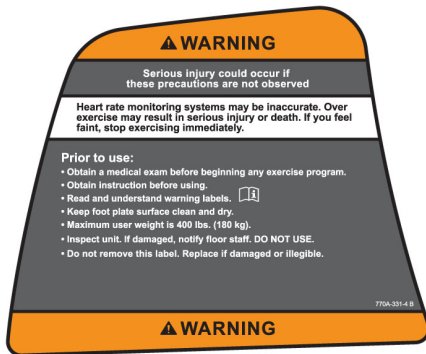 WARNING
Serious injury could occur if
these precautions are not observed
Heart rate monitoring systems may be inaccurate. Over
exercise may result in serious injury or death. If you feel
faint, stop exercising immediately.
Prior to use:
• Obtain a medical exam before beginning any exercise program.
• Obtain instruction before using.
• Read and understand warning labels.
• Keep foot plate surface clean and dry.
• Maximum user weight is 400 lbs. (180 kg).
• Inspect unit. If damaged, notify floor staff. DO NOT USE.
• Do not remove this label. Replace if damaged or illegible.
770A-331-4 B
WARNING